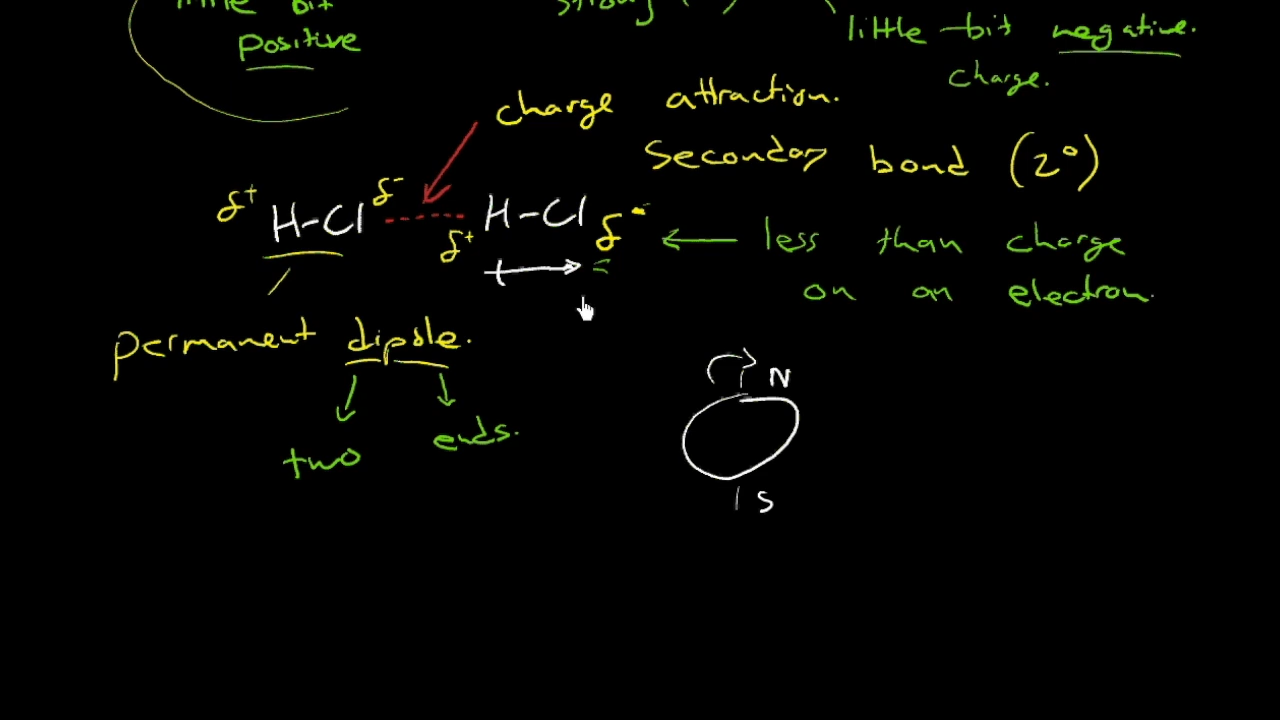 little bit
positive
strong
little bit negative.
charge.
charge attraction.
Secondary bond (2°)
δ+ H-Cl δ- H-Cl δ-
δ+
less than charge
on an electron.
permanent dipole.
two ends.
N
S